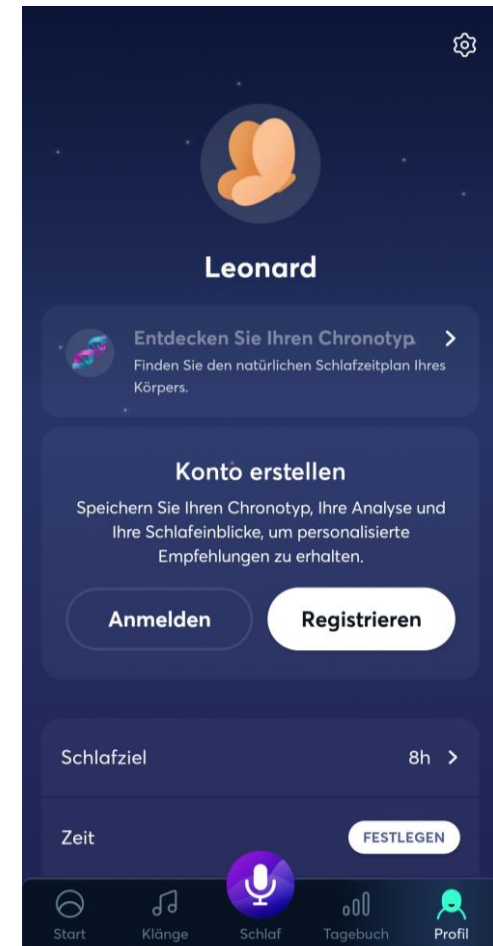 Leonard
Entdecken Sie Ihren Chronotyp.
Finden Sie den natürlichen Schlafzeitplan Ihres
Körpers.
Konto erstellen
Speichern Sie Ihren Chronotyp, Ihre Analyse und
Ihre Schlafeinblicke, um personalisierte
Empfehlungen zu erhalten.
Anmelden Registrieren
Schlafziel 8h
Zeit FESTLEGEN
Start Klänge Schlaf Tagebuch Profil